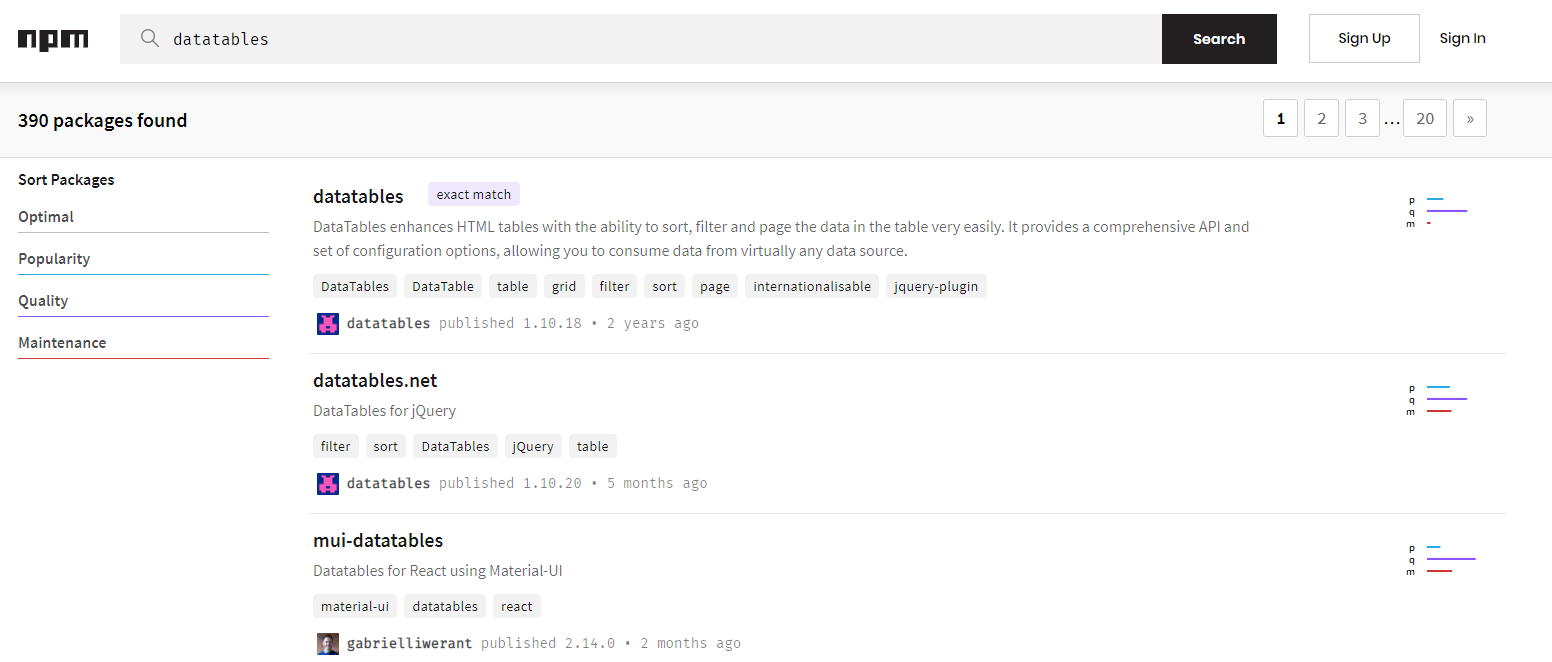 npm
datatables
Search
Sign Up
Sign In
390 packages found
1 2 3 ... 20 »
Sort Packages
Optimal
Popularity
Quality
Maintenance
datatables exact match
DataTables enhances HTML tables with the ability to sort, filter and page the data in the table very easily. It provides a comprehensive API and
set of configuration options, allowing you to consume data from virtually any data source.
DataTables DataTable table grid filter sort page internationalisable jquery-plugin
datatables published 1.10.18 • 2 years ago
p
q
m
datatables.net
DataTables for jQuery
filter sort DataTables jQuery table
datatables published 1.10.20 • 5 months ago
p
q
m
mui-datatables
Datatables for React using Material-UI
material-ui datatables react
gabrielliwerant published 2.14.0 • 2 months ago
p
q
m